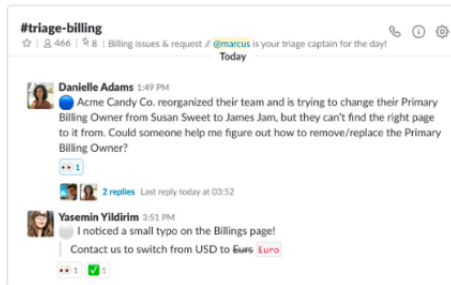 #triage-billing
466 | 8 | Billing issues & request // @marcus is your triage captain for the day!
Today
Danielle Adams 1:49 PM
Acme Candy Co. reorganized their team and is trying to change their Primary
Billing Owner from Susan Sweet to James Jam, but they can't find the right page
to it from. Could someone help me figure out how to remove/replace the Primary
Billing Owner?
1
2 replies Last reply today at 03:52
Yasemin Yildirim 3:51 PM
I noticed a small typo on the Billings page!
Contact us to switch from USD to Eurs Euro
1 1